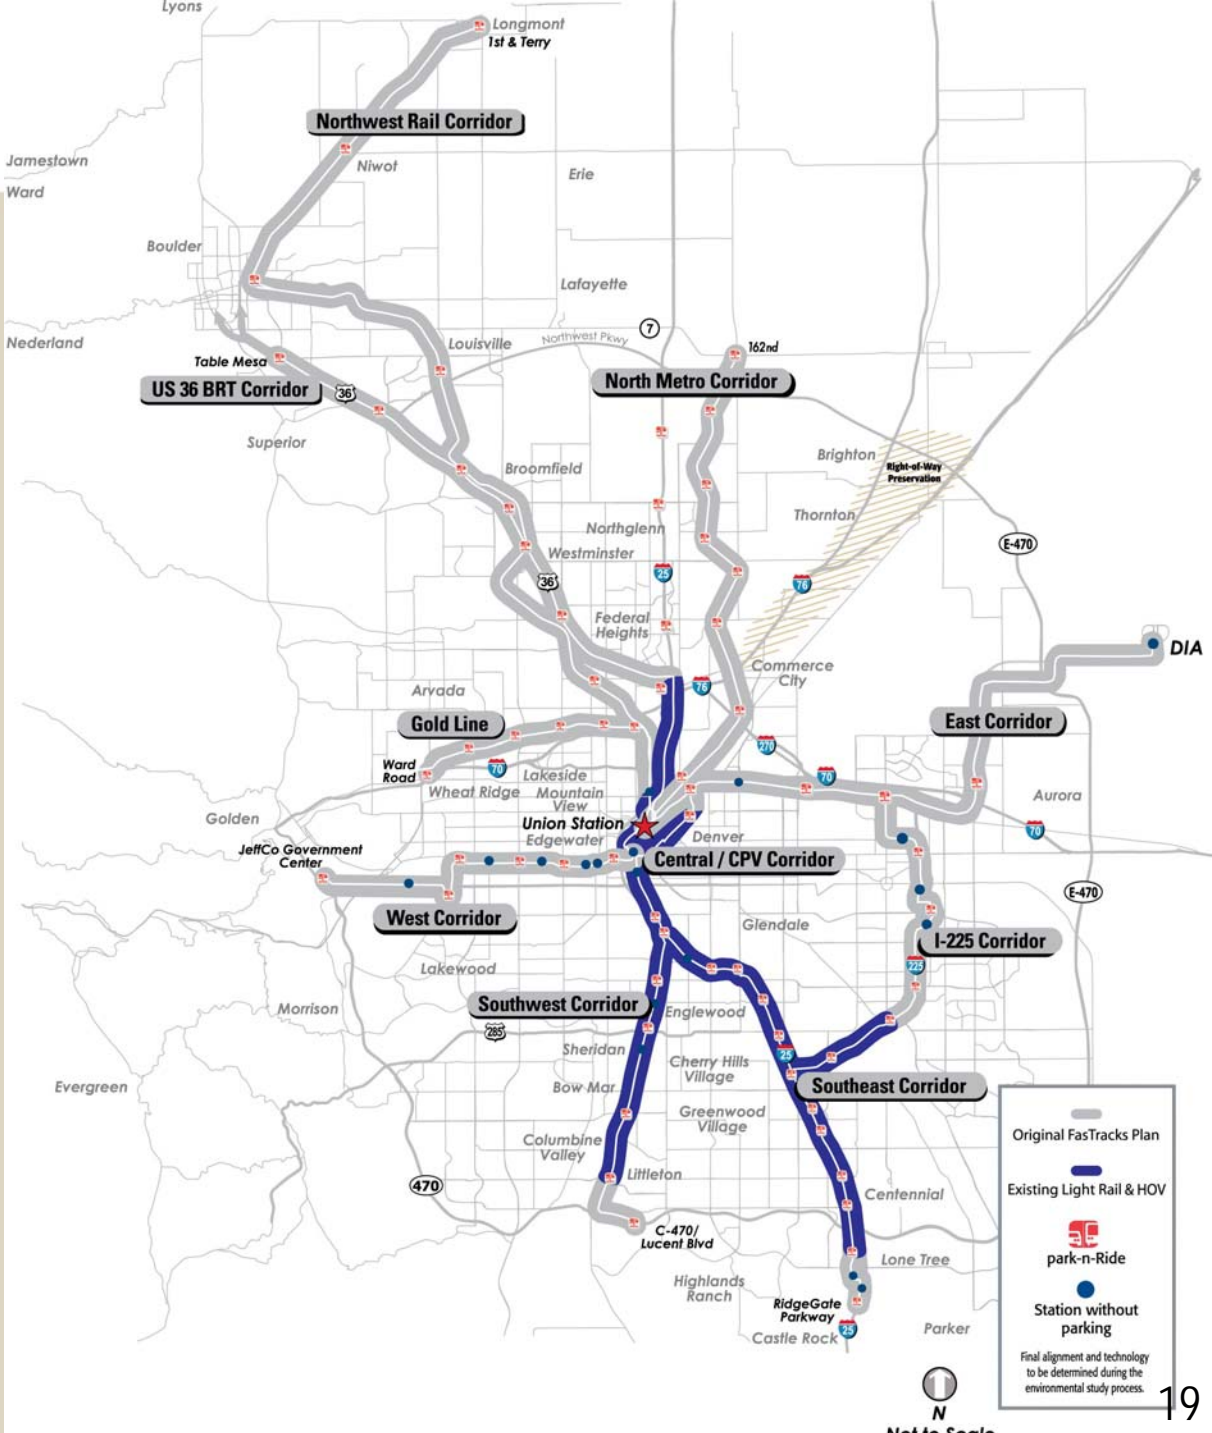 Lyons
Longmont
1st & Terry
Northwest Rail Corridor
Jamestown
Niwot
Erie
Ward
Boulder
Lafayette
7
Nederland
Louisville
Northwest Pkwy
162nd
Table Mesa
US 36 BRT Corridor
36
North Metro Corridor
Superior
Broomfield
Brighton
Right-of-Way
Preservation
Northglenn
Thornton
E-470
Westminster
36
25
76
Federal
Heights
DIA
Commerce
City
Arvada
76
Gold Line
East Corridor
270
Ward
Road
70
Lakeside
70
Wheat Ridge
Mountain
View
Aurora
Golden
Union Station
Edgewater
Denver
70
JeffCo Government
Center
Central / CPV Corridor
E-470
West Corridor
Glendale
I-225 Corridor
Lakewood
225
Morrison
Southwest Corridor
Englewood
285
Sheridan
25
Cherry Hills
Village
Evergreen
Bow Mar
Southeast Corridor
Greenwood
Village
Columbine
Valley
Littleton
470
Centennial
C-470/
Lucent Blvd
Lone Tree
Highlands
Ranch
RidgeGate
Parkway
25
Castle Rock
Parker
Original FasTracks Plan
Existing Light Rail & HOV
park-n-Ride
Station without
parking
Final alignment and technology
to be determined during the
environmental study process.
19
N
Not to Scale